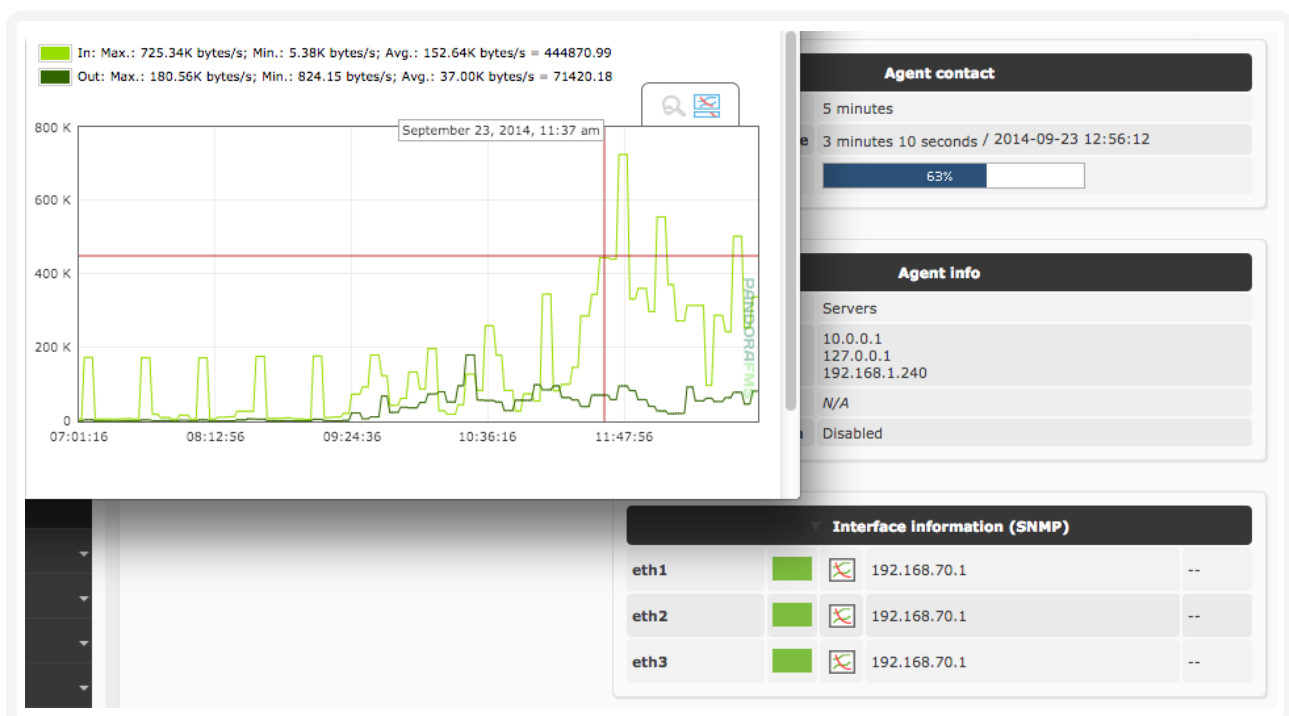 In: Max.: 725.34K bytes/s; Min.: 5.38K bytes/s; Avg.: 152.64K bytes/s = 444870.99
Out: Max.: 180.56K bytes/s; Min.: 824.15 bytes/s; Avg.: 37.00K bytes/s = 71420.18
September 23, 2014, 11:37 am
800 K
600 K
400 K
200 K
0
07:01:16 08:12:56 09:24:36 10:36:16 11:47:56
PANDORAFMS
Agent contact
5 minutes
e 3 minutes 10 seconds / 2014-09-23 12:56:12
63%
Agent info
Servers
10.0.0.1
127.0.0.1
192.168.1.240
N/A
Disabled
Interface information (SNMP)
eth1 192.168.70.1 --
eth2 192.168.70.1 --
eth3 192.168.70.1 --